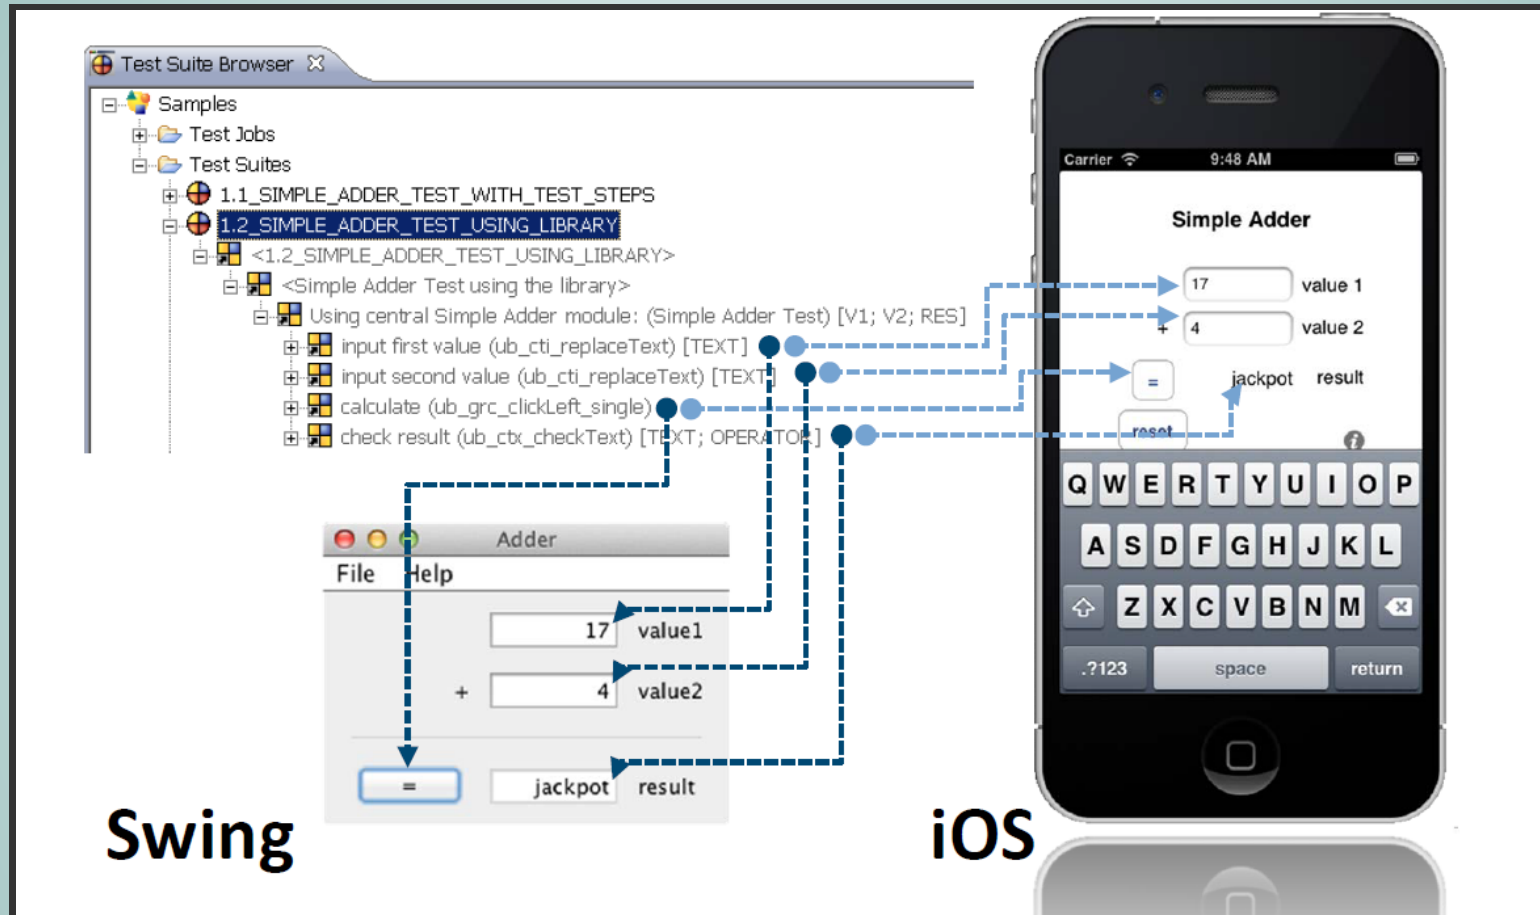 Test Suite Browser
Samples
Test Jobs
Test Suites
1.1_SIMPLE_ADDER_TEST_WITH_TEST_STEPS
1.2_SIMPLE_ADDER_TEST_USING_LIBRARY
<1.2_SIMPLE_ADDER_TEST_USING_LIBRARY>
<Simple Adder Test using the library>
Using central Simple Adder module: (Simple Adder Test) [V1; V2; RES]
input first value (ub_cti_replaceText) [TEXT]
input second value (ub_cti_replaceText) [TEXT]
calculate (ub_grc_clickLeft_single)
check result (ub_ctx_checkText) [TEXT; OPERATOR]
Adder
File Help
17 value1
+ 4 value2
= jackpot result
Swing
Carrier 9:48 AM
Simple Adder
17 value 1
+ 4 value 2
= jackpot result
reset i
Q W E R T Y U I O P
A S D F G H J K L
Z X C V B N M
.?123 space return
iOS